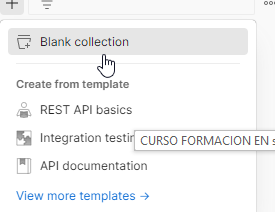 Blank collection
Create from template
REST API basics
Integration testin
CURSO FORMACION EN s
API documentation
View more templates →